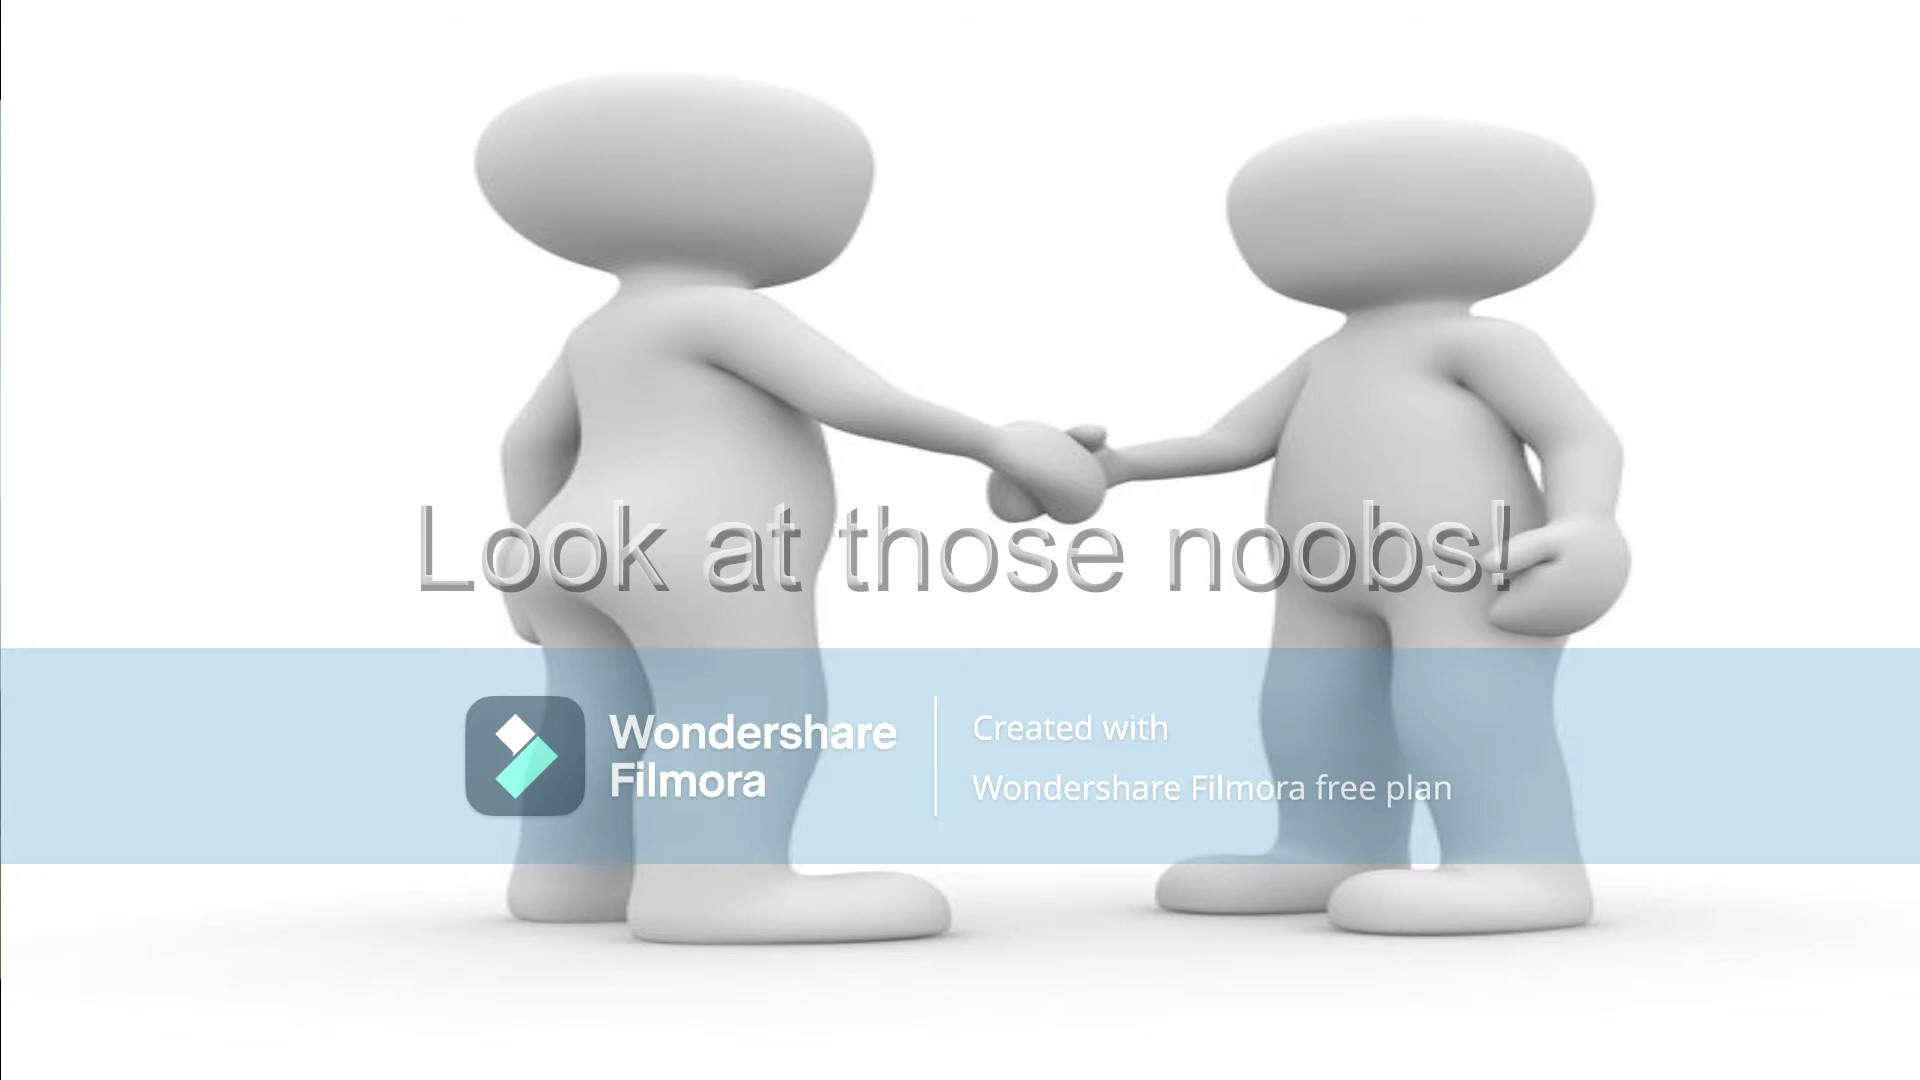 Look at those noobs!
Wondershare
Filmora
Created with
Wondershare Filmora free plan